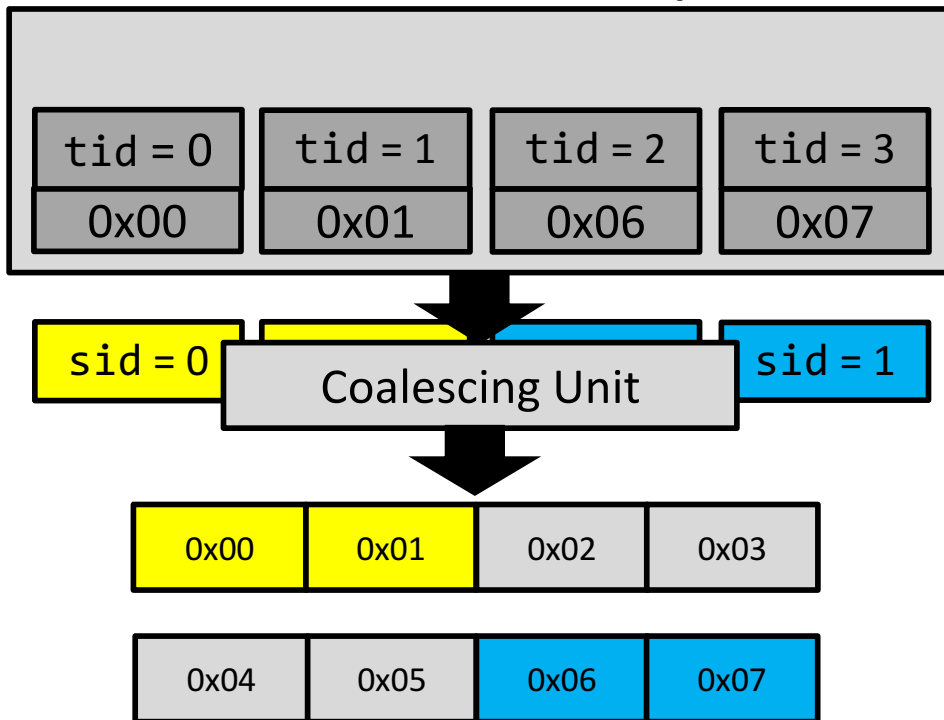 tid = 0 tid = 1 tid = 2 tid = 3
0x00 0x01 0x06 0x07
sid = 0 sid = 1
Coalescing Unit
0x00 0x01 0x02 0x03
0x04 0x05 0x06 0x07